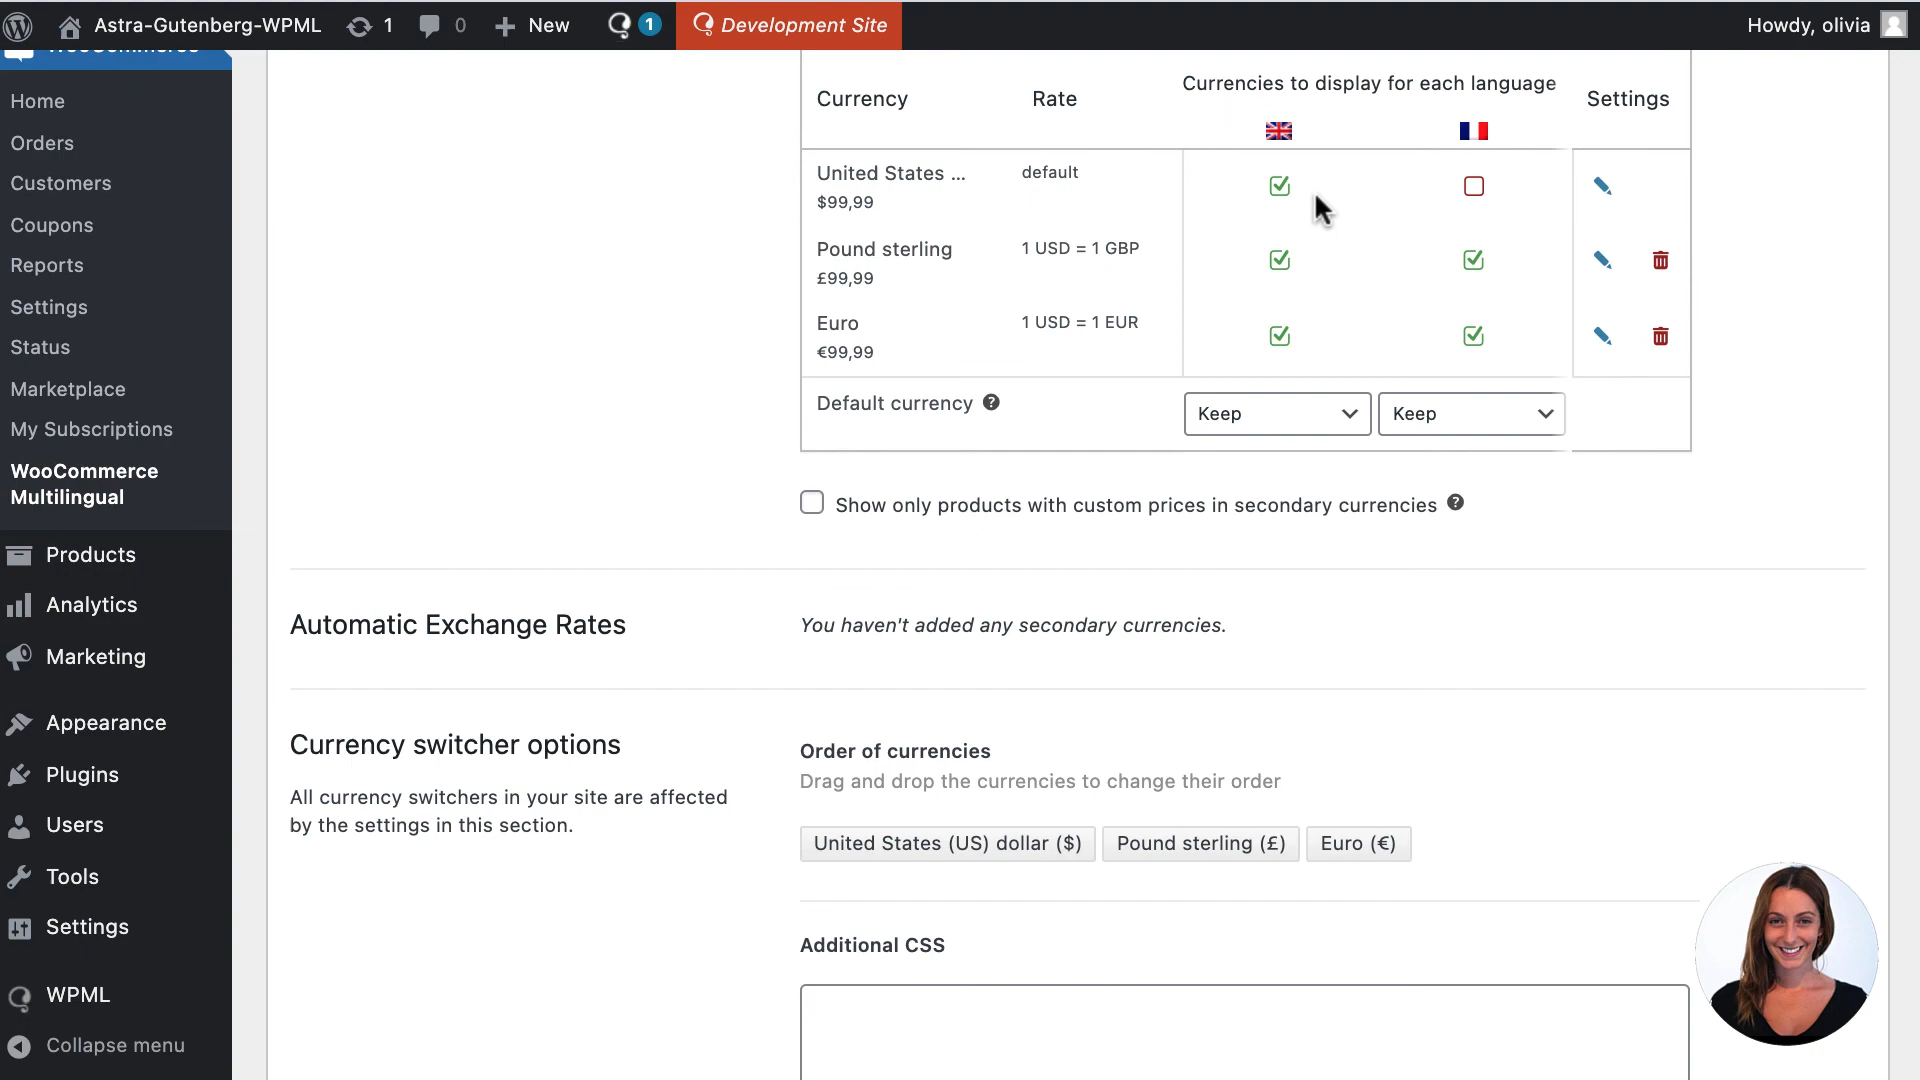 Astra-Gutenberg-WPML 1 0 New 1 Development Site Howdy, olivia
WooCommerce
Home
Orders
Customers
Coupons
Reports
Settings
Status
Marketplace
My Subscriptions
WooCommerce
Multilingual
Products
Analytics
Marketing
Appearance
Plugins
Users
Tools
Settings
WPML
Collapse menu
Currency Rate Currencies to display for each language Settings
United States ... default
$99,99
Pound sterling 1 USD = 1 GBP
£99,99
Euro 1 USD = 1 EUR
€99,99
Default currency ? Keep Keep
Show only products with custom prices in secondary currencies ?
Automatic Exchange Rates You haven't added any secondary currencies.
Currency switcher options
All currency switchers in your site are affected
by the settings in this section.
Order of currencies
Drag and drop the currencies to change their order
United States (US) dollar ($) Pound sterling (£) Euro (€)
Additional CSS